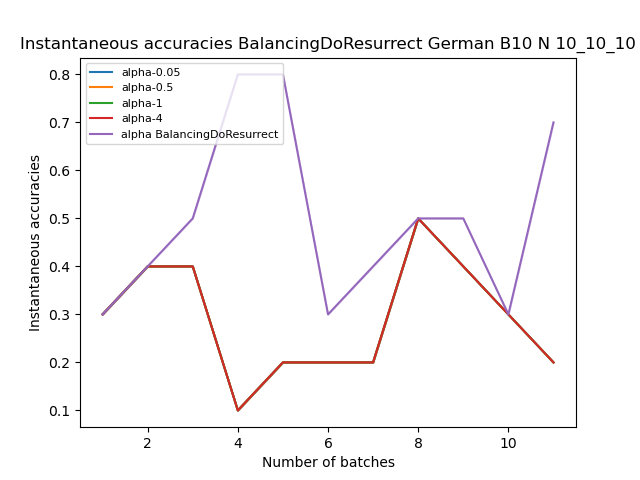 Instantaneous accuracies BalancingDoResurrect German B10 N 10_10_10
alpha-0.05
alpha-0.5
alpha-1
alpha-4
alpha BalancingDoResurrect
Instantaneous accuracies
0.8
0.7
0.6
0.5
0.4
0.3
0.2
0.1
2 4 6 8 10
Number of batches